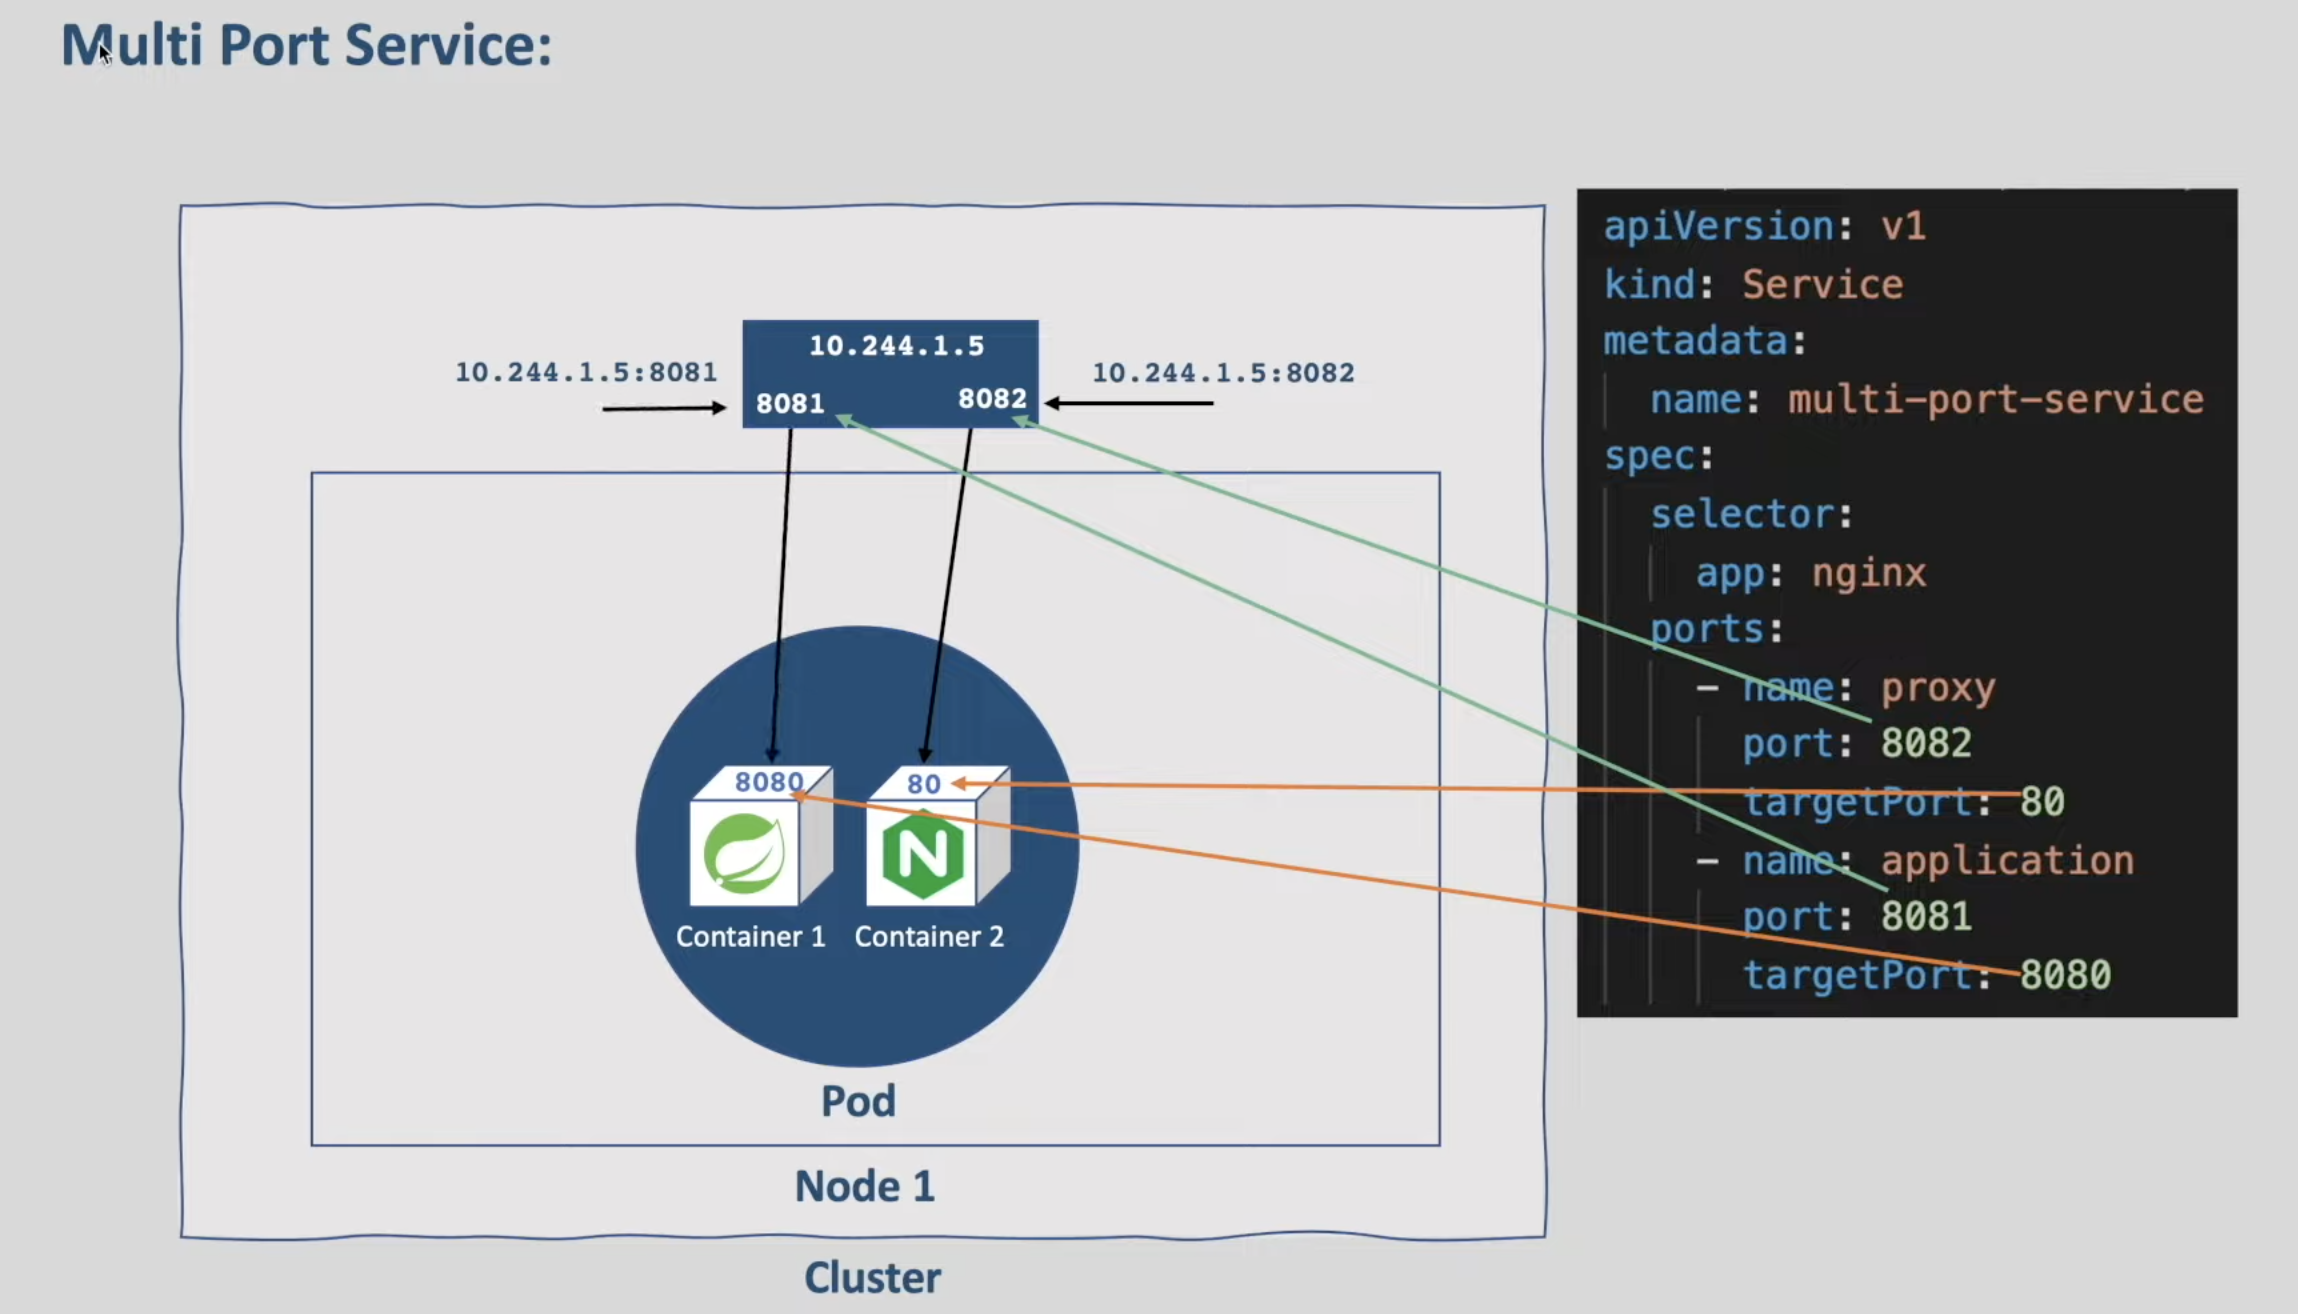 Multi Port Service:
10.244.1.5
10.244.1.5:8081
10.244.1.5:8082
8081
8082
8080
80
N
Container 1
Container 2
Pod
Node 1
Cluster
apiVersion: v1
kind: Service
metadata:
  name: multi-port-service
spec:
  selector:
    app: nginx
  ports:
    - name: proxy
      port: 8082
      targetPort: 80
    - name: application
      port: 8081
      targetPort: 8080